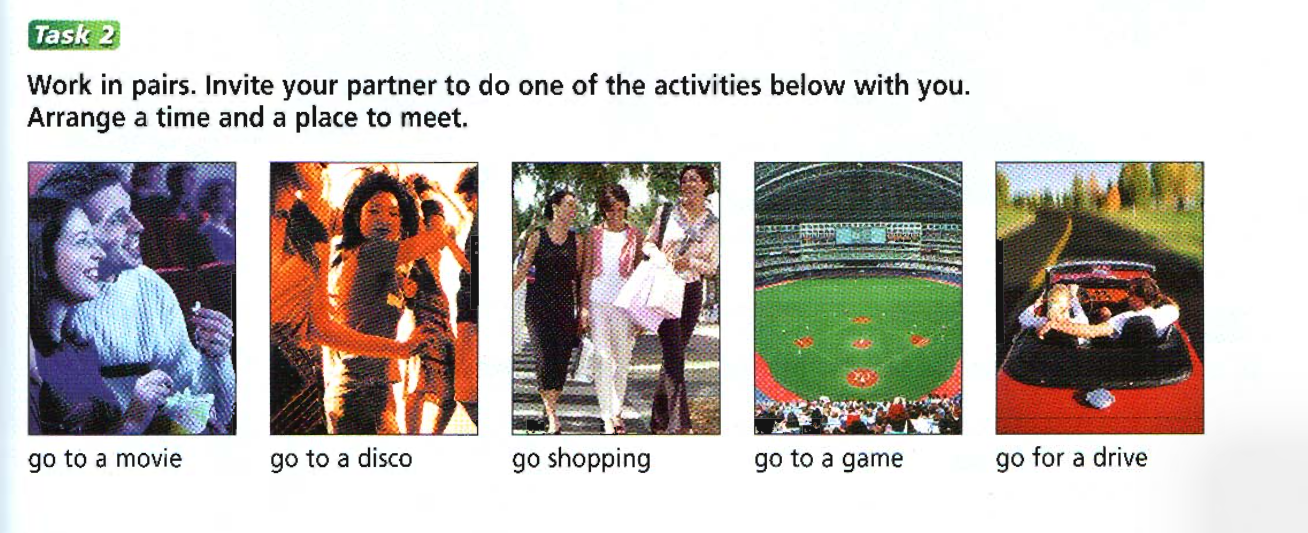 Task 2
Work in pairs. Invite your partner to do one of the activities below with you.
Arrange a time and a place to meet.
go to a movie
go to a disco
go shopping
go to a game
go for a drive